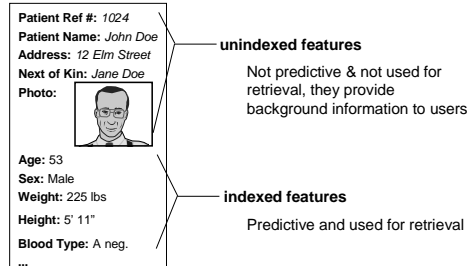 Patient Ref #: 1024
Patient Name: John Doe
Address: 12 Elm Street
Next of Kin: Jane Doe
Photo:
Age: 53
Sex: Male
Weight: 225 lbs
Height: 5' 11"
Blood Type: A neg.
...
unindexed features
Not predictive & not used for
retrieval, they provide
background information to users
indexed features
Predictive and used for retrieval